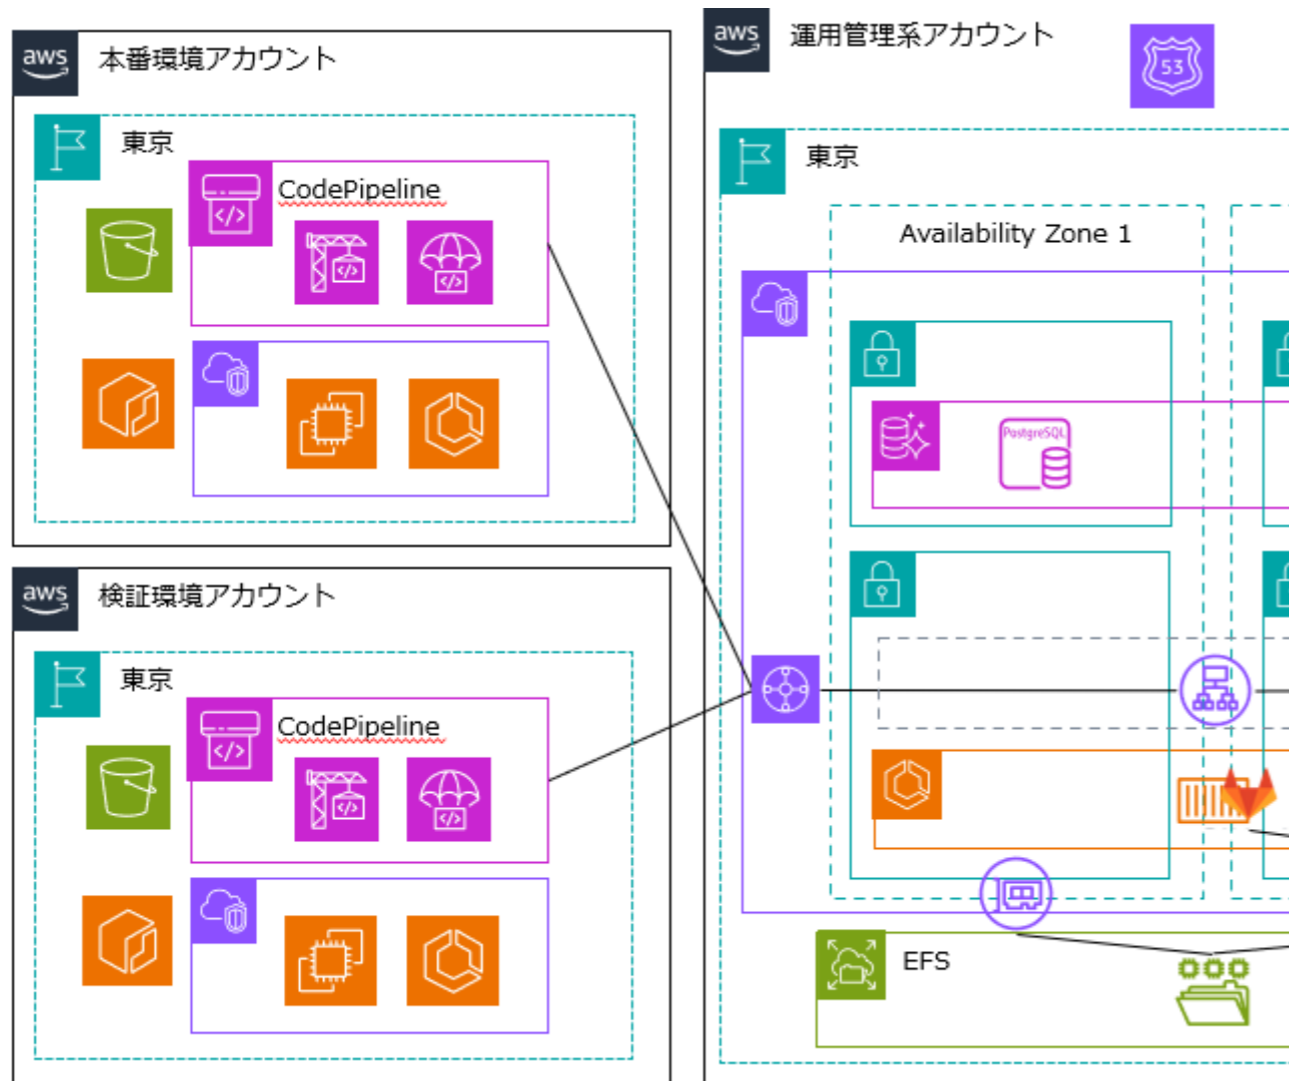 aws 本番環境アカウント
東京
CodePipeline
aws 検証環境アカウント
東京
CodePipeline
aws 運用管理系アカウント
53
東京
Availability Zone 1
PostgreSQL
EFS